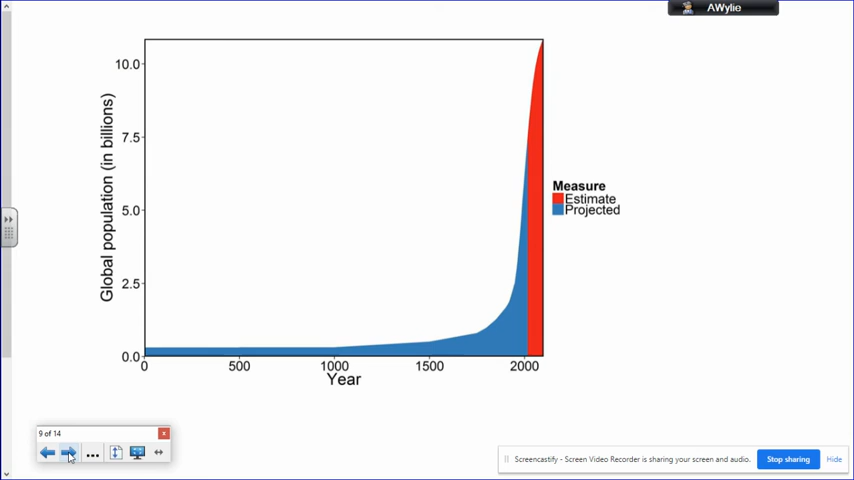 AWylie
10.0
7.5
5.0
2.5
0.0
Global population (in billions)
0 500 1000 1500 2000
Year
Measure
Estimate
Projected
9 of 14
x
...
Screencastify - Screen Video Recorder is sharing your screen and audio. Stop sharing Hide